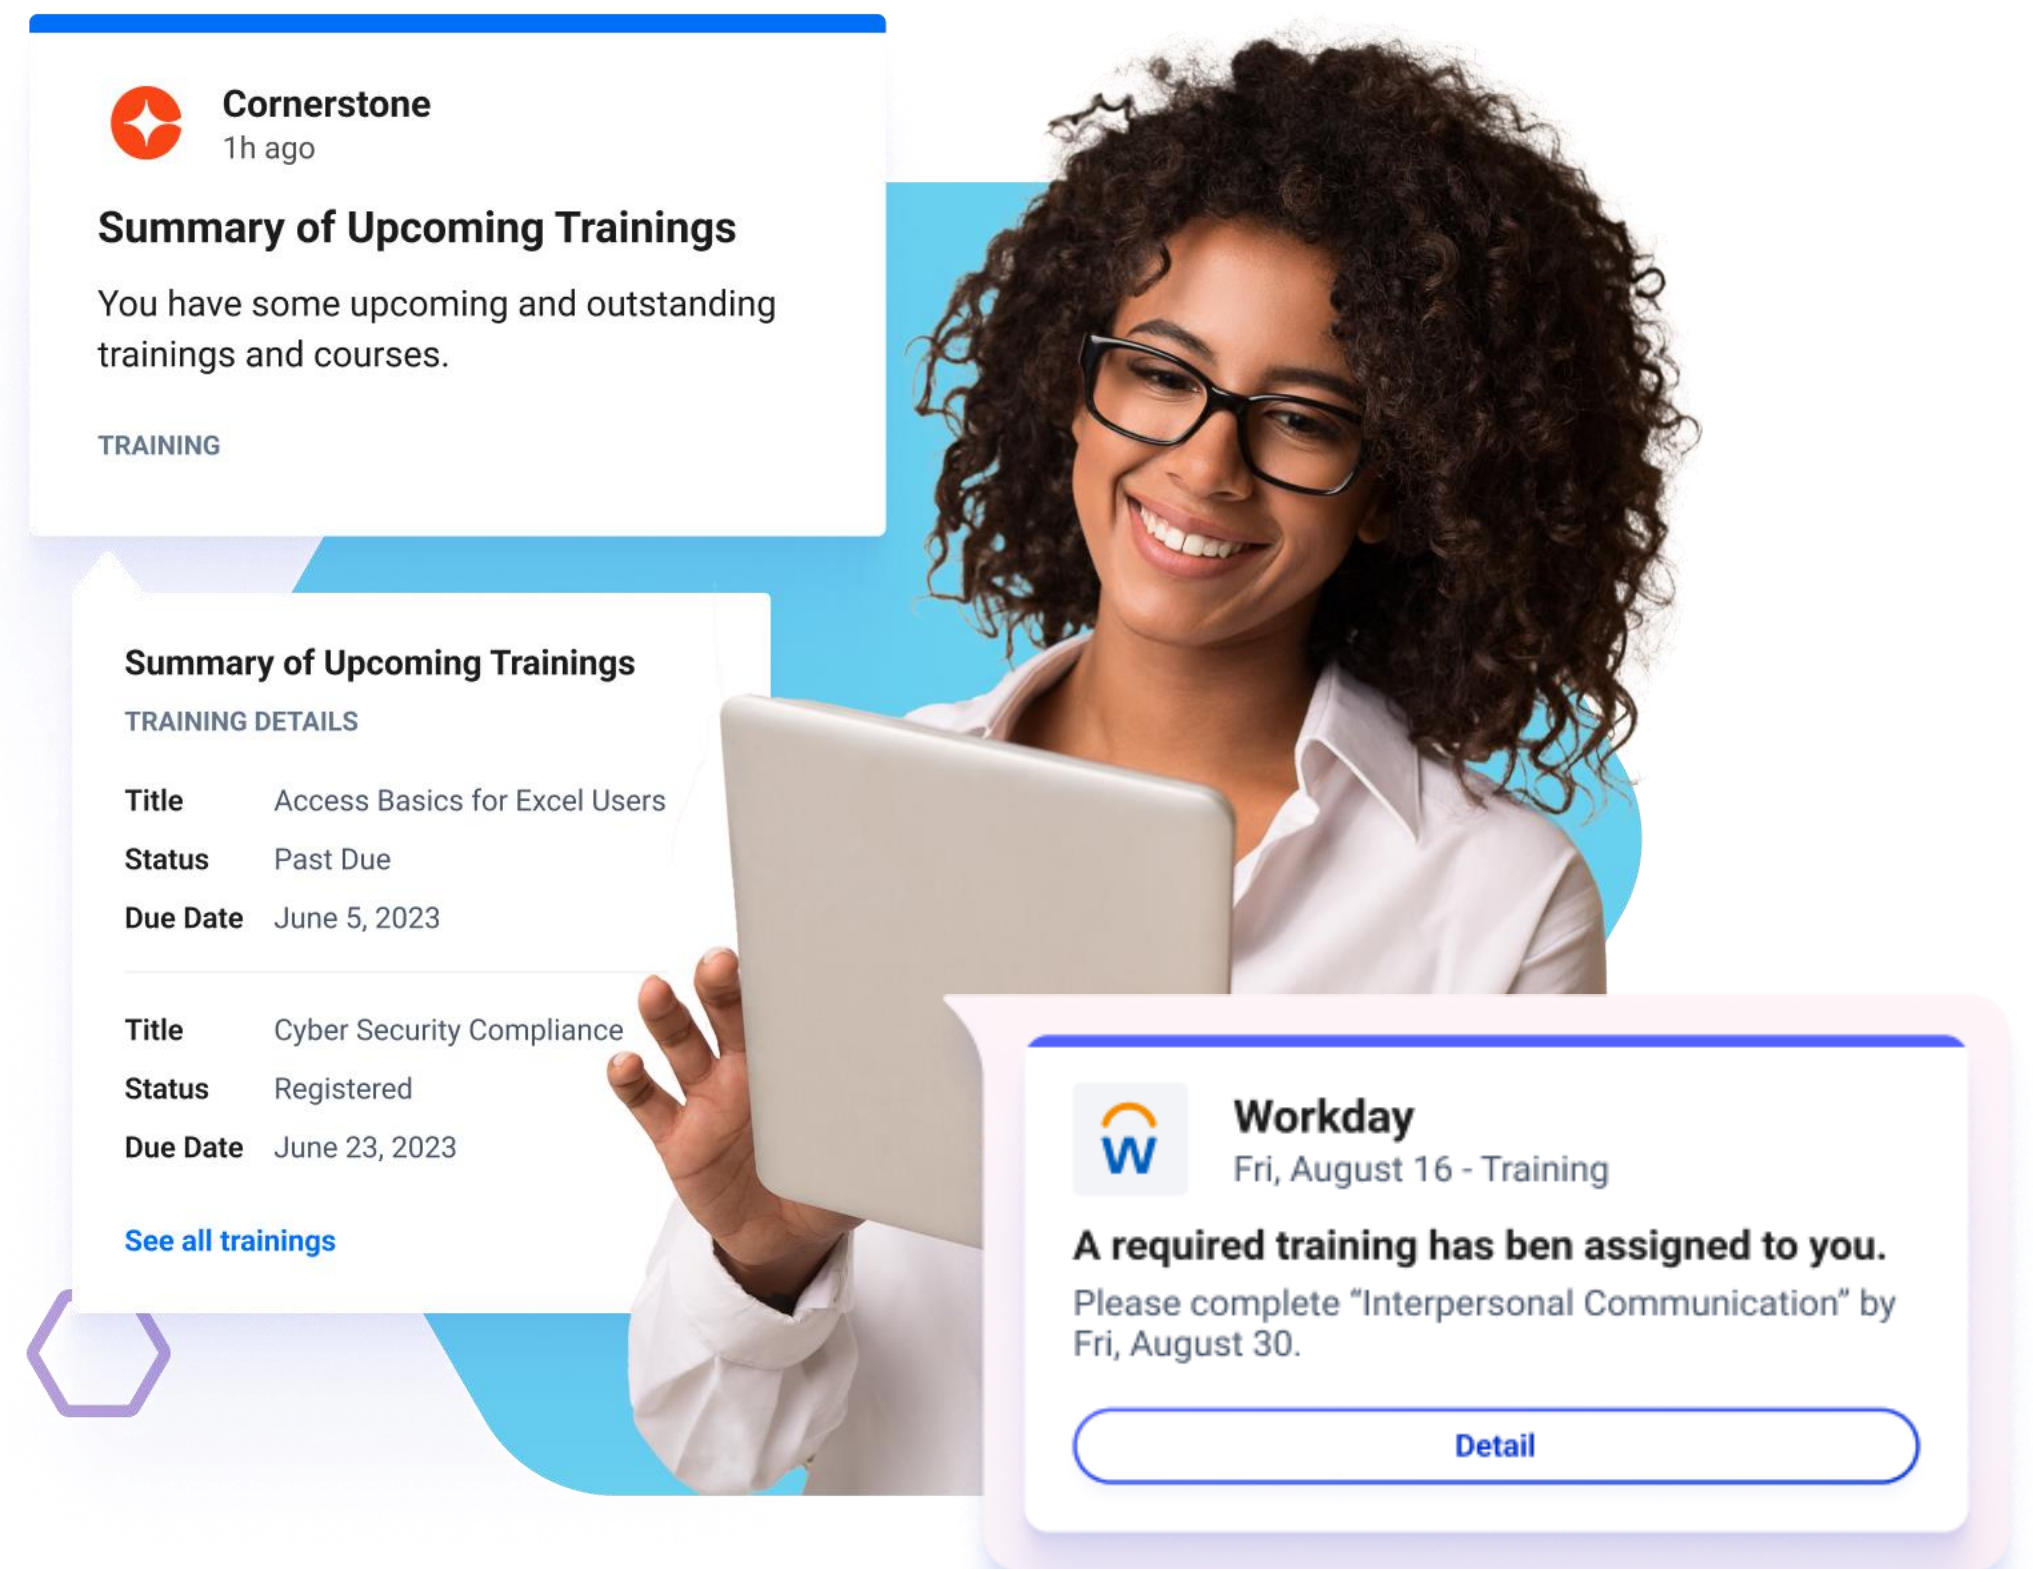 Cornerstone
1h ago
Summary of Upcoming Trainings
You have some upcoming and outstanding
trainings and courses.
TRAINING
Summary of Upcoming Trainings
TRAINING DETAILS
Title Access Basics for Excel Users
Status Past Due
Due Date June 5, 2023
Title Cyber Security Compliance
Status Registered
Due Date June 23, 2023
See all trainings
W
Workday
Fri, August 16 - Training
A required training has ben assigned to you.
Please complete “Interpersonal Communication” by
Fri, August 30.
Detail